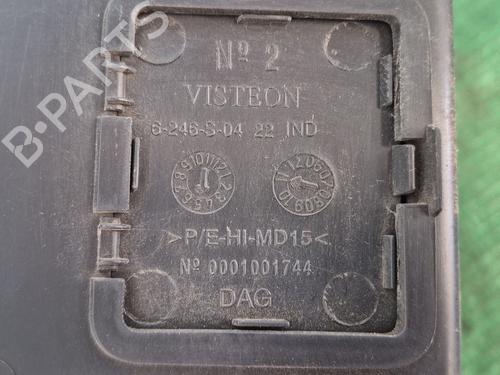 Nº 2
VISTEON
6-246-S-04 22 IND
>P/E-HI-MD15<
Nº 0001001744
DAG
B-PARTS